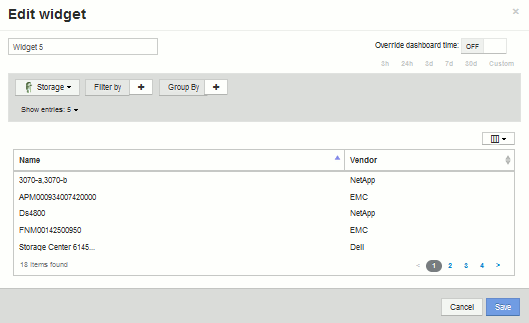 Edit widget ×
Widget 5
Override dashboard time: OFF
3h 24h 3d 7d 30d Custom
Storage Filter by + Group By +
Show entries: 5
Name Vendor
3070-a,3070-b NetApp
APM000934007420000 EMC
Ds4800 NetApp
FNM00142500950 EMC
Storage Center 6145... Dell
18 items found < 1 2 3 4 >
Cancel Save